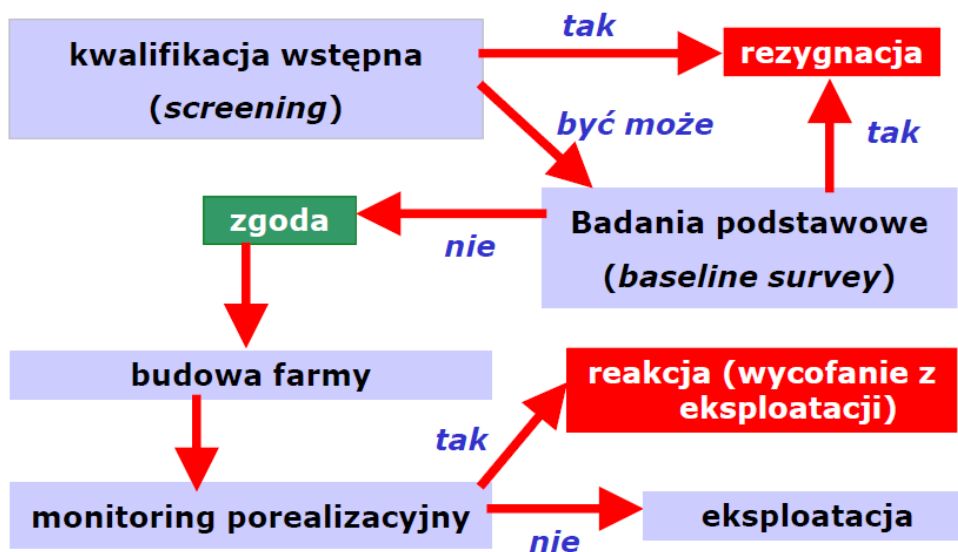 kwalifikacja wstępna
(screening)
tak
rezygnacja
być może
tak
zgoda
nie
Badania podstawowe
(baseline survey)
budowa farmy
reakcja (wycofanie z
eksploatacji)
tak
monitoring porealizacyjny
nie
eksploatacja